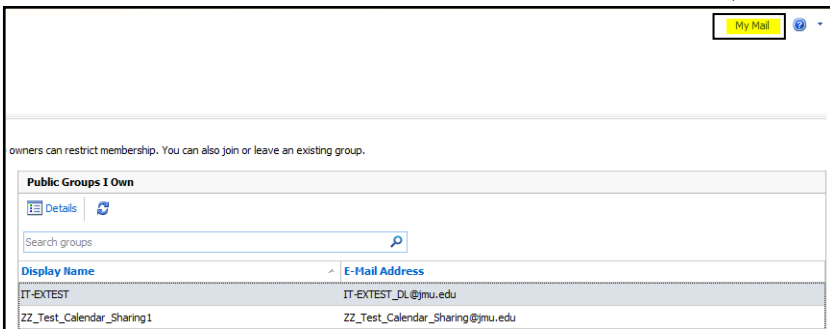 My Mail
owners can restrict membership. You can also join or leave an existing group.
Public Groups I Own
Details
Search groups
Display Name E-Mail Address
IT-EXTEST IT-EXTEST_DL@jmu.edu
ZZ_Test_Calendar_Sharing1 ZZ_Test_Calendar_Sharing@jmu.edu